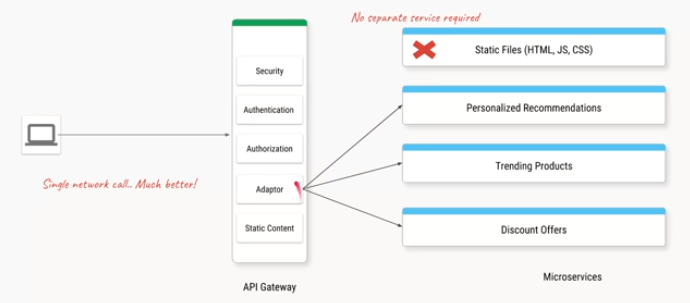 No separate service required
Static Files (HTML, JS, CSS)
Security
Personalized Recommendations
Authentication
Authorization
Trending Products
Single network call.. Much better!
Adaptor
Static Content
Discount Offers
Microservices
API Gateway